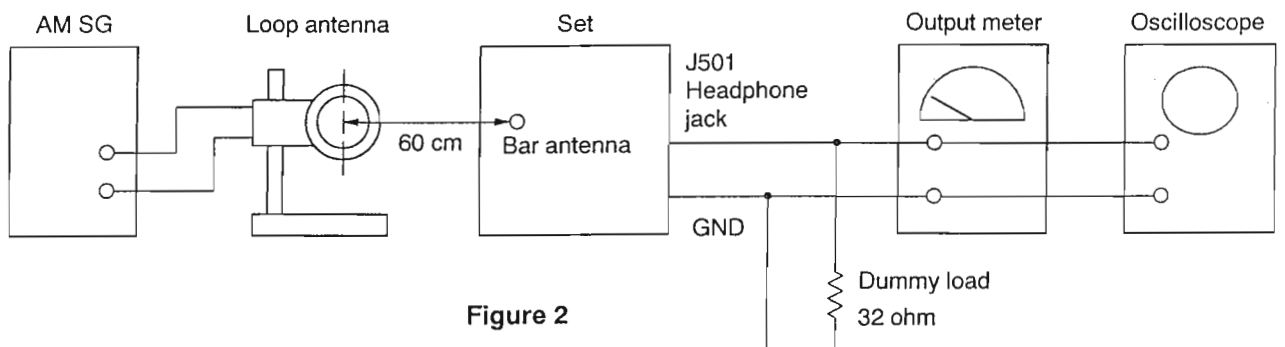 AM SG
Loop antenna
Set
Output meter
Oscilloscope
J501
Headphone
jack
60 cm
Bar antenna
GND
Dummy load
32 ohm
Figure 2